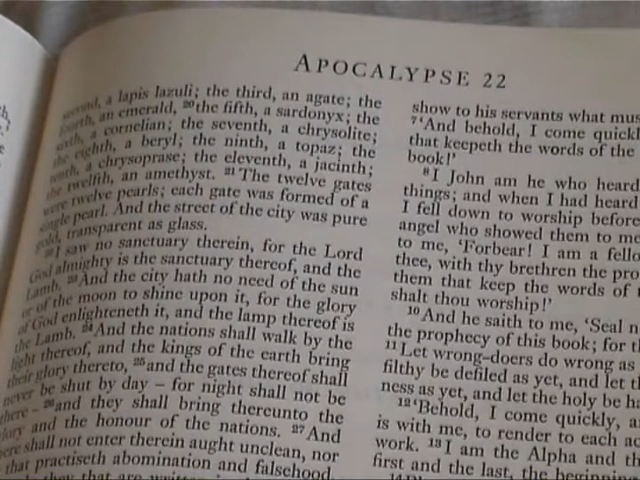 APOCALYPSE 22
second, a lapis lazuli; the third, an agate; the
fourth, an emerald, 20the fifth, a sardonyx; the
sixth, a cornelian; the seventh, a chrysolite;
the eighth, a beryl; the ninth, a topaz; the
tenth, a chrysoprase; the eleventh, a jacinth;
the twelfth, an amethyst. 21The twelve gates
were twelve pearls; each gate was formed of a
single pearl. And the street of the city was pure
gold, transparent as glass.
22I saw no sanctuary therein, for the Lord
God almighty is the sanctuary thereof, and the
Lamb. 23And the city hath no need of the sun
or of the moon to shine upon it, for the glory
of God enlighteneth it, and the lamp thereof is
the Lamb. 24And the nations shall walk by the
light thereof, and the kings of the earth bring
their glory thereto, 25and the gates thereof shall
never be shut by day – for night shall not be
there – 26and they shall bring thereunto the
glory and the honour of the nations. 27And
there shall not enter therein aught unclean, nor
that practiseth abomination and falsehood,
show to his servants what mus
7'And behold, I come quickl
that keepeth the words of the
book!'
8I John am he who heard
things; and when I had heard
I fell down to worship before
angel who showed them to me
to me, 'Forbear! I am a fello
thee, with thy brethren the pro
them that keep the words of
shalt thou worship!'
10And he saith to me, 'Seal n
the prophecy of this book; for t
11Let wrong-doers do wrong as
filthy be defiled as yet, and let t
ness as yet, and let the holy be ha
12'Behold, I come quickly, a
is with me, to render to each ac
work. 13I am the Alpha and th
first and the last, the beginning